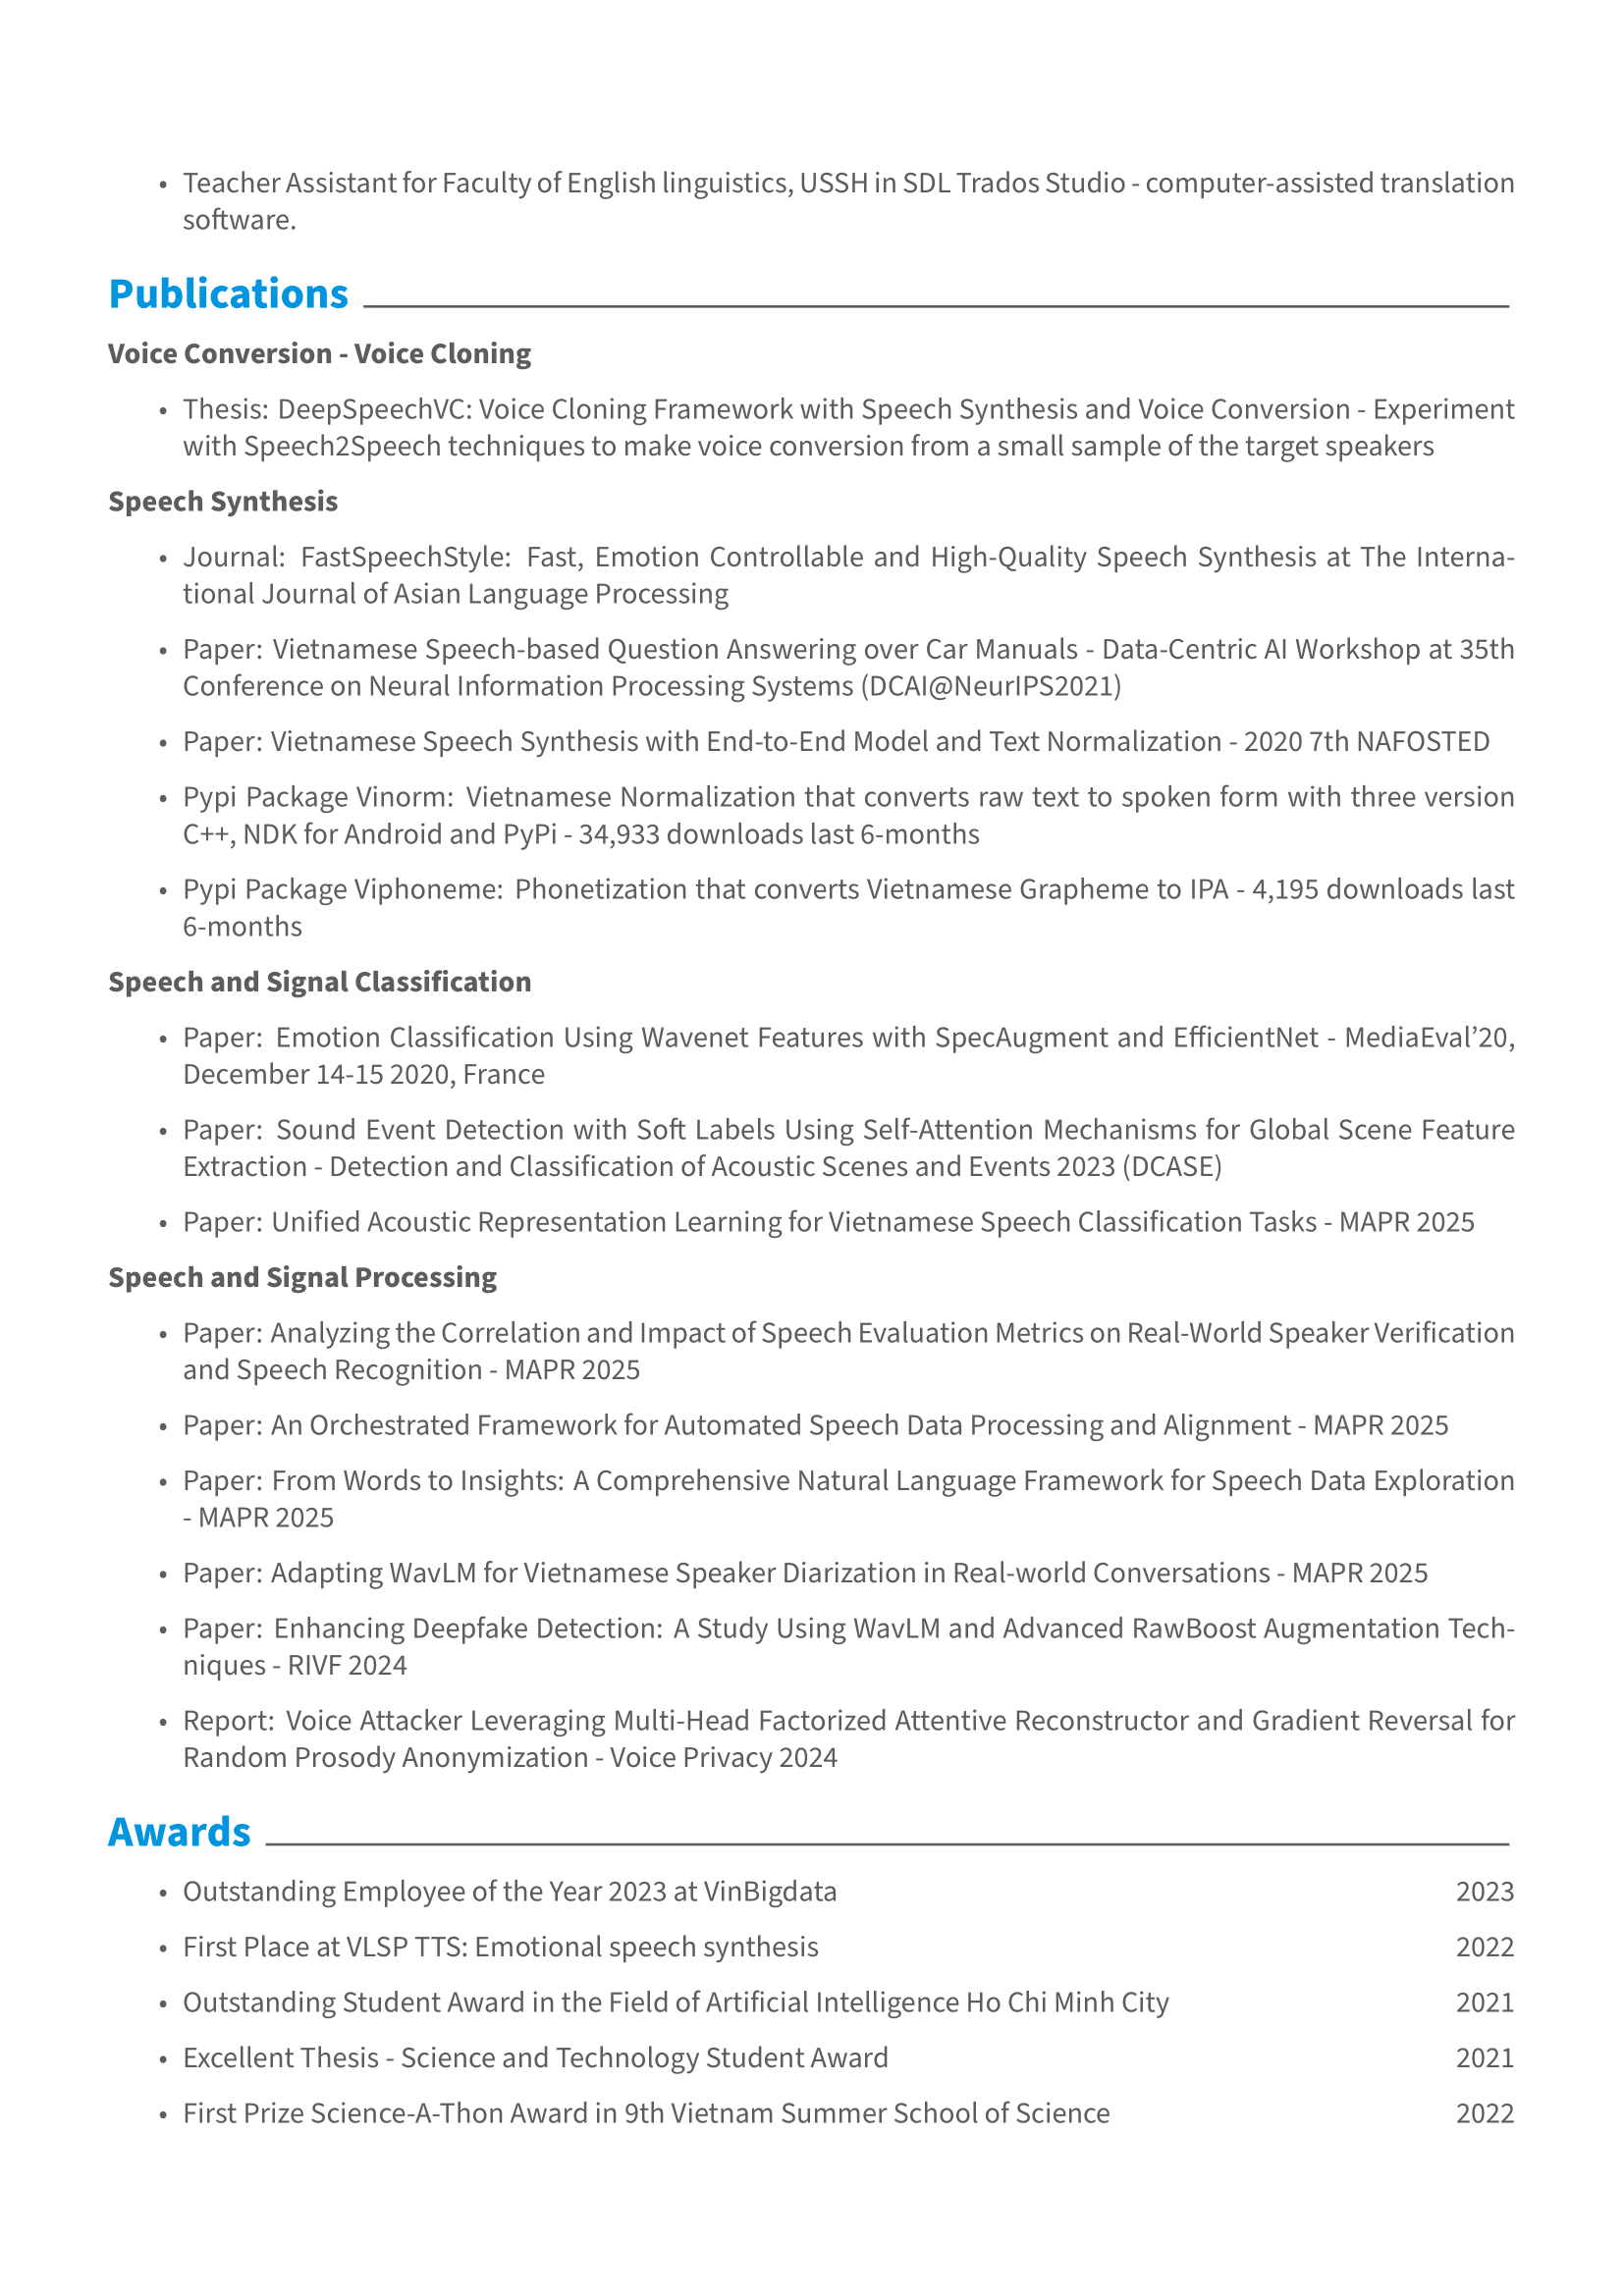 • Teacher Assistant for Faculty of English linguistics, USSH in SDL Trados Studio - computer-assisted translation
software.
Publications
Voice Conversion - Voice Cloning
• Thesis: DeepSpeechVC: Voice Cloning Framework with Speech Synthesis and Voice Conversion - Experiment
with Speech2Speech techniques to make voice conversion from a small sample of the target speakers
Speech Synthesis
• Journal: FastSpeechStyle: Fast, Emotion Controllable and High-Quality Speech Synthesis at The Interna-
tional Journal of Asian Language Processing
• Paper: Vietnamese Speech-based Question Answering over Car Manuals - Data-Centric AI Workshop at 35th
Conference on Neural Information Processing Systems (DCAI@NeurIPS2021)
• Paper: Vietnamese Speech Synthesis with End-to-End Model and Text Normalization - 2020 7th NAFOSTED
• Pypi Package Vinorm: Vietnamese Normalization that converts raw text to spoken form with three version
C++, NDK for Android and PyPi - 34,933 downloads last 6-months
• Pypi Package Viphoneme: Phonetization that converts Vietnamese Grapheme to IPA - 4,195 downloads last
6-months
Speech and Signal Classification
• Paper: Emotion Classification Using Wavenet Features with SpecAugment and EfficientNet - MediaEval’20,
December 14-15 2020, France
• Paper: Sound Event Detection with Soft Labels Using Self-Attention Mechanisms for Global Scene Feature
Extraction - Detection and Classification of Acoustic Scenes and Events 2023 (DCASE)
• Paper: Unified Acoustic Representation Learning for Vietnamese Speech Classification Tasks - MAPR 2025
Speech and Signal Processing
• Paper: Analyzing the Correlation and Impact of Speech Evaluation Metrics on Real-World Speaker Verification
and Speech Recognition - MAPR 2025
• Paper: An Orchestrated Framework for Automated Speech Data Processing and Alignment - MAPR 2025
• Paper: From Words to Insights: A Comprehensive Natural Language Framework for Speech Data Exploration
- MAPR 2025
• Paper: Adapting WavLM for Vietnamese Speaker Diarization in Real-world Conversations - MAPR 2025
• Paper: Enhancing Deepfake Detection: A Study Using WavLM and Advanced RawBoost Augmentation Tech-
niques - RIVF 2024
• Report: Voice Attacker Leveraging Multi-Head Factorized Attentive Reconstructor and Gradient Reversal for
Random Prosody Anonymization - Voice Privacy 2024
Awards
• Outstanding Employee of the Year 2023 at VinBigdata 2023
• First Place at VLSP TTS: Emotional speech synthesis 2022
• Outstanding Student Award in the Field of Artificial Intelligence Ho Chi Minh City 2021
• Excellent Thesis - Science and Technology Student Award 2021
• First Prize Science-A-Thon Award in 9th Vietnam Summer School of Science 2022